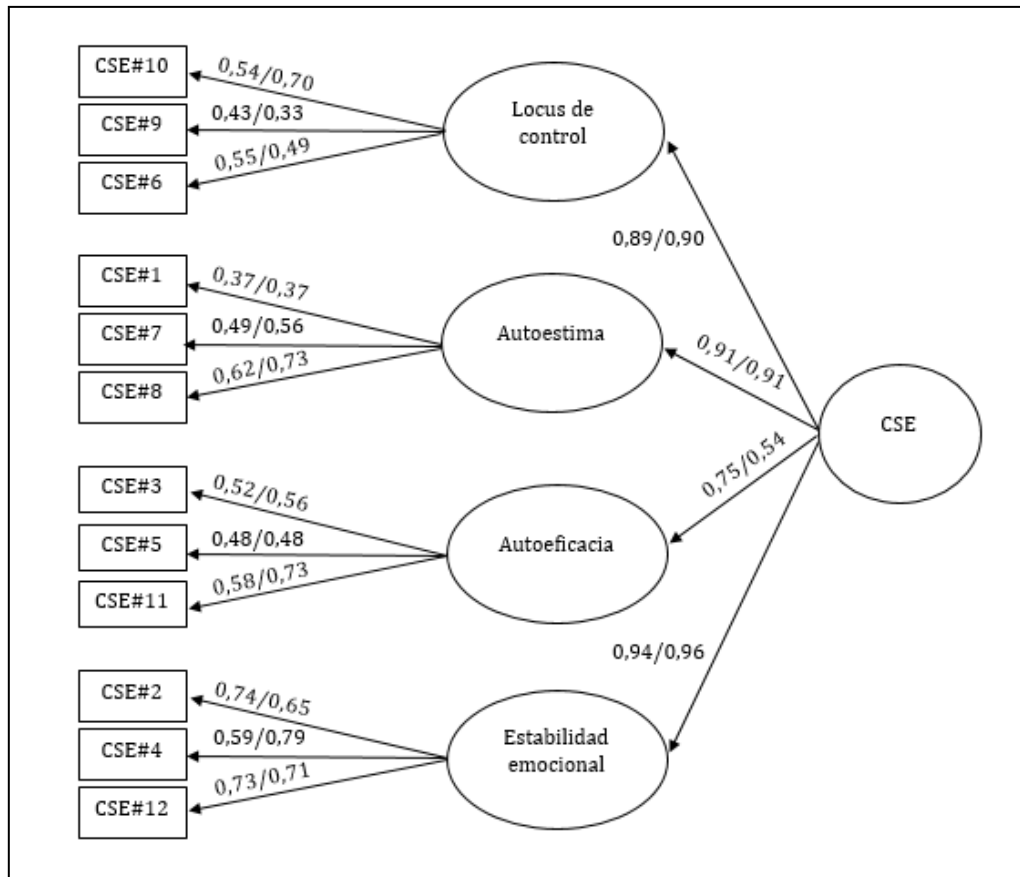 CSE#10
0,54/0,70
CSE#9
0,43/0,33
CSE#6
0,55/0,49
Locus de
control
0,89/0,90
CSE#1
0,37/0,37
CSE#7
0,49/0,56
CSE#8
0,62/0,73
Autoestima
0,91/0,91
CSE
CSE#3
0,52/0,56
CSE#5
0,48/0,48
CSE#11
0,58/0,73
Autoeficacia
0,75/0,54
CSE#2
0,74/0,65
CSE#4
0,59/0,79
CSE#12
0,73/0,71
Estabilidad
emocional
0,94/0,96